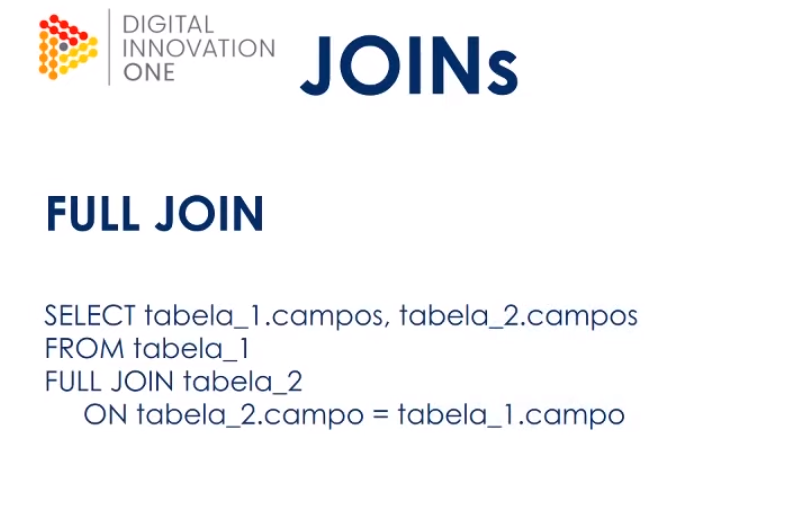 DIGITAL
INNOVATION
ONE
JOINs
FULL JOIN
SELECT tabela_1.campos, tabela_2.campos
FROM tabela_1
FULL JOIN tabela_2
ON tabela_2.campo = tabela_1.campo